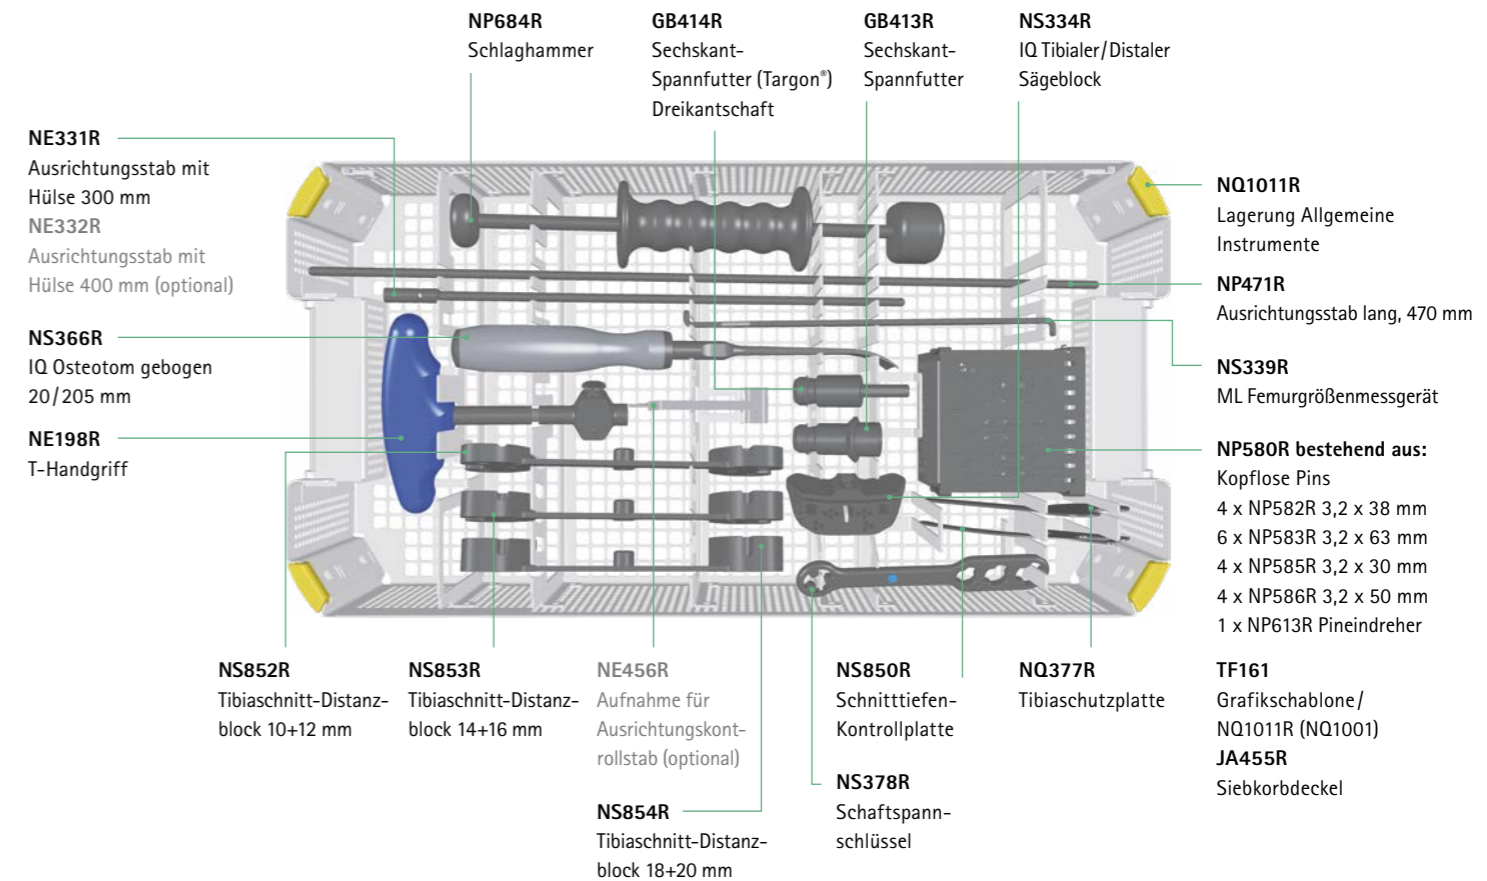 NP684R
Schlaghammer
GB414R
Sechskant-
Spannfutter (Targon®)
Dreikantschaft
GB413R
Sechskant-
Spannfutter
NS334R
IQ Tibialer/Distaler
Sägeblock
NE331R
Ausrichtungsstab mit
Hülse 300 mm
NE332R
Ausrichtungsstab mit
Hülse 400 mm (optional)
NS366R
IQ Osteotom gebogen
20/205 mm
NE198R
T-Handgriff
NQ1011R
Lagerung Allgemeine
Instrumente
NP471R
Ausrichtungsstab lang, 470 mm
NS339R
ML Femurgrößenmessgerät
NP580R bestehend aus:
Kopflose Pins
4 x NP582R 3,2 x 38 mm
6 x NP583R 3,2 x 63 mm
4 x NP585R 3,2 x 30 mm
4 x NP586R 3,2 x 50 mm
1 x NP613R Pineindreher
NS852R
Tibiaschnitt-Distanz-
block 10+12 mm
NS853R
Tibiaschnitt-Distanz-
block 14+16 mm
NE456R
Aufnahme für
Ausrichtungskont-
rollstab (optional)
NS854R
Tibiaschnitt-Distanz-
block 18+20 mm
NS850R
Schnitttiefen-
Kontrollplatte
NS378R
Schaftspann-
schlüssel
NQ377R
Tibiaschutzplatte
TF161
Grafikschablone/
NQ1011R (NQ1001)
JA455R
Siebkorbdeckel